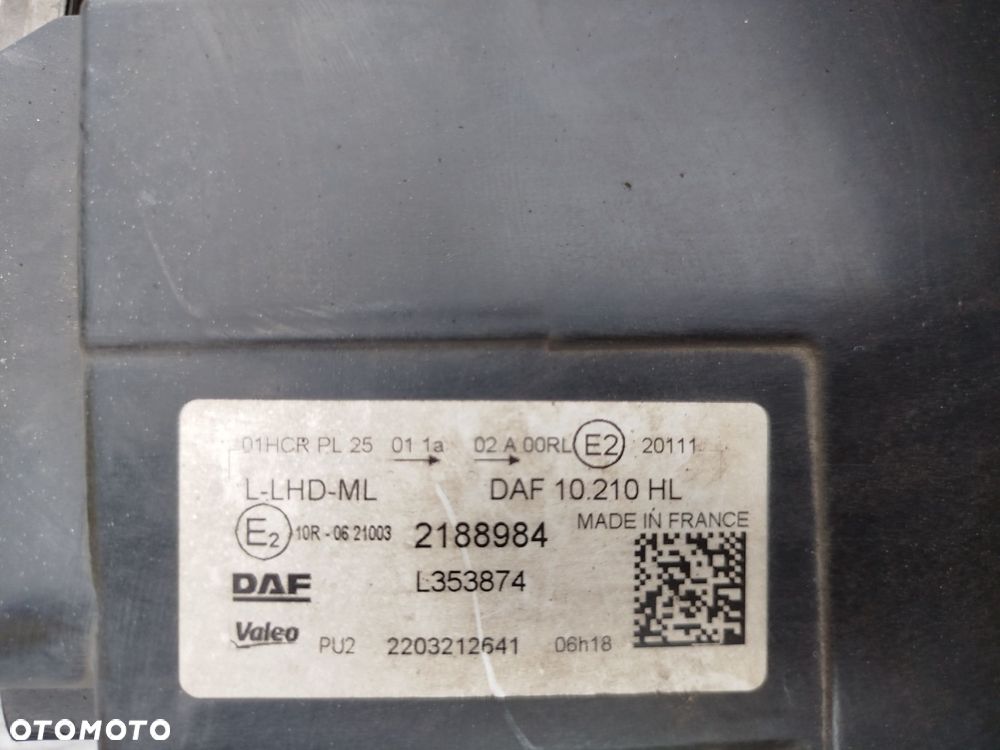 01HCR PL 25 01 1a 02 A 00RL E2 20111
L-LHD-ML DAF 10.210 HL
E2 10R - 06 21003 2188984 MADE IN FRANCE
DAF L353874
Valeo PU2 2203212641 06h18
OTOMOTO